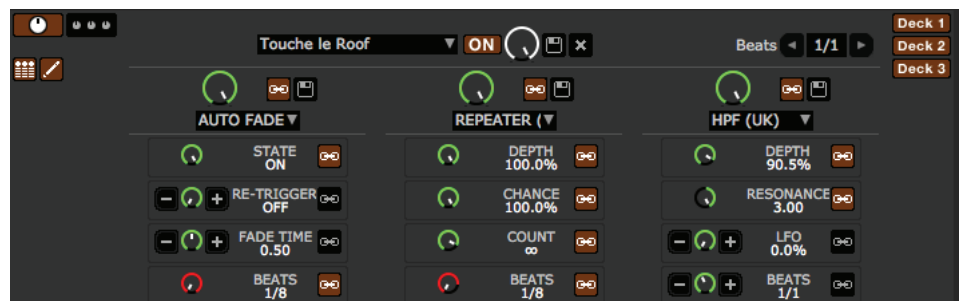 Touche le Roof ON Beats 1/1
Deck 1
Deck 2
Deck 3
AUTO FADE
REPEATER (
HPF (UK)
STATE
ON
DEPTH
100.0%
DEPTH
90.5%
RE-TRIGGER
OFF
CHANCE
100.0%
RESONANCE
3.00
FADE TIME
0.50
COUNT
∞
LFO
0.0%
BEATS
1/8
BEATS
1/8
BEATS
1/1